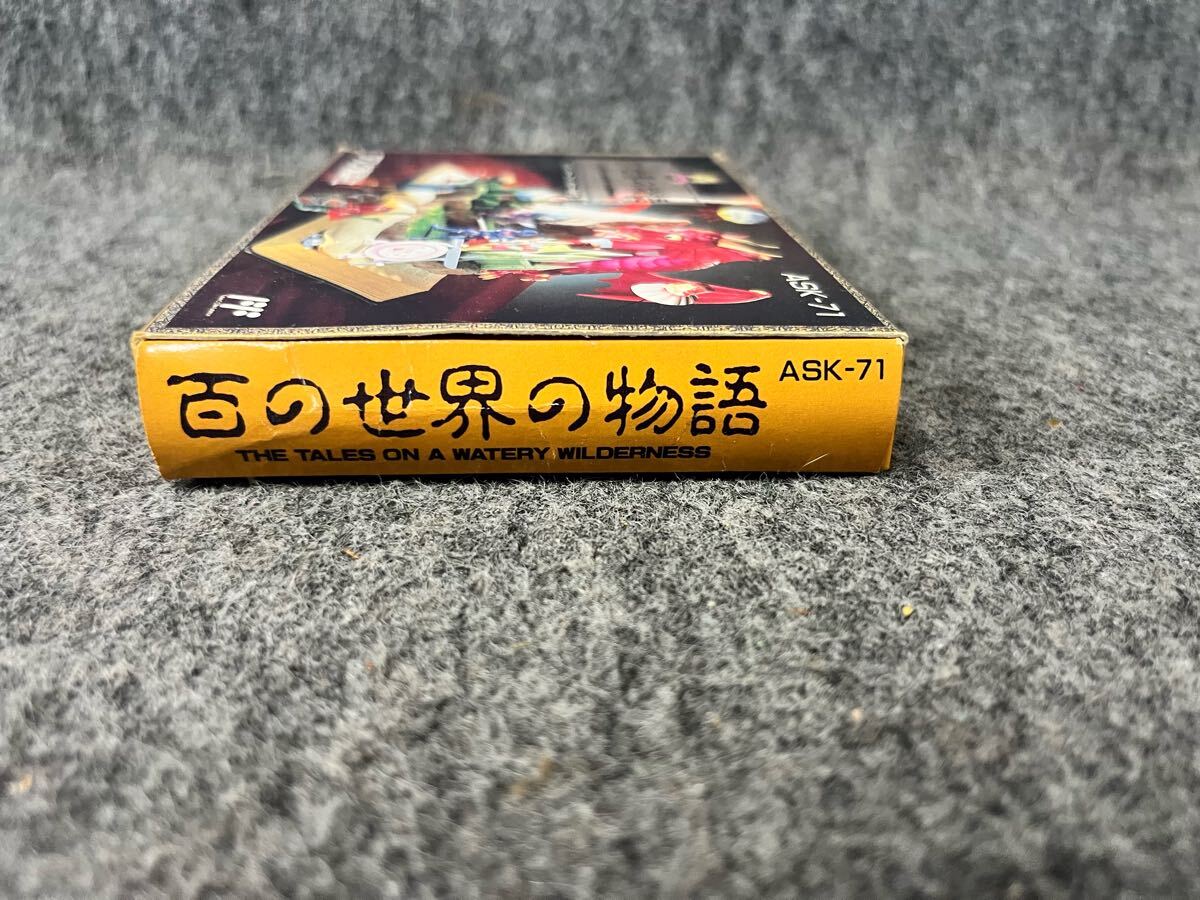 ASK-71
百の世界の物語 ASK-71
THE TALES ON A WATERY WILDERNESS